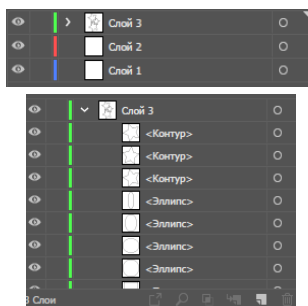 Слой 3
Слой 2
Слой 1
Слой 3
<Контур>
<Контур>
<Контур>
<Эллипс>
<Эллипс>
<Эллипс>
<Эллипс>
3 Слои